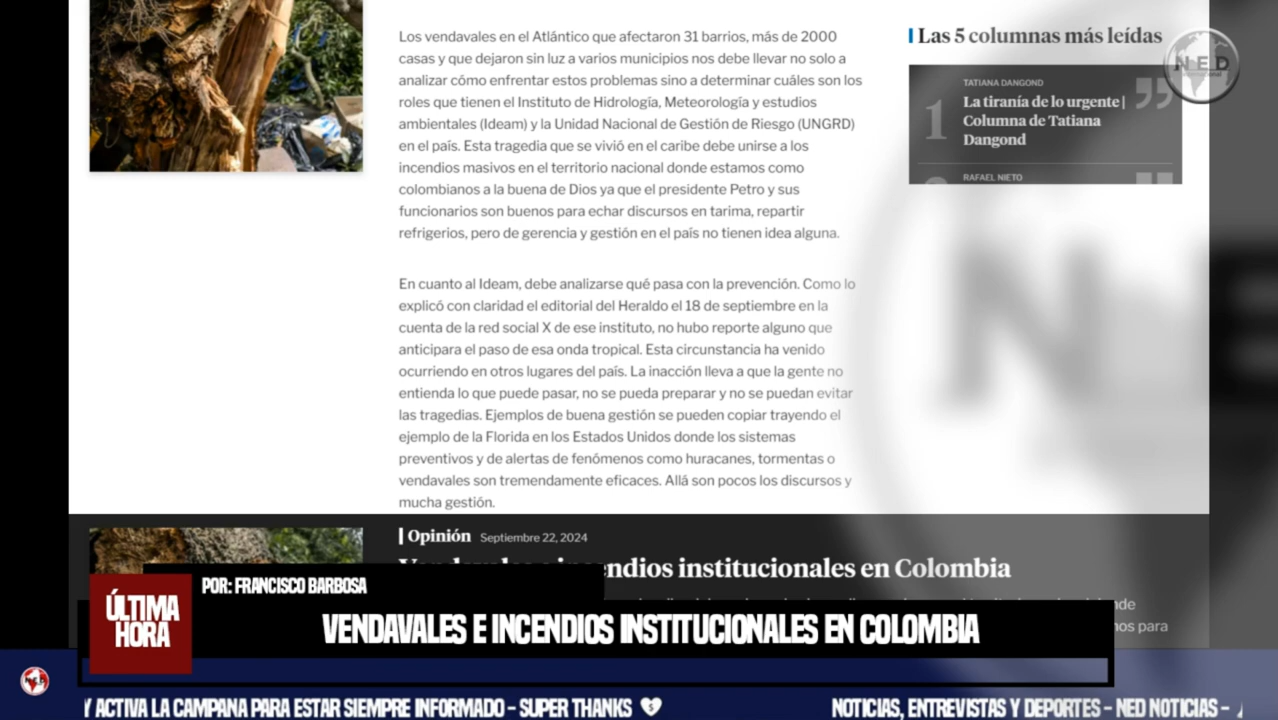 Los vendavales en el Atlántico que afectaron 31 barrios, más de 2000
casas y que dejaron sin luz a varios municipios nos debe llevar no solo a
analizar cómo enfrentar estos problemas sino a determinar cuáles son los
roles que tienen el Instituto de Hidrología, Meteorología y estudios
ambientales (Ideam) y la Unidad Nacional de Gestión de Riesgo (UNGRD)
en el país. Esta tragedia que se vivió en el caribe debe unirse a los
incendios masivos en el territorio nacional donde estamos como
colombianos a la buena de Dios ya que el presidente Petro y sus
funcionarios son buenos para echar discursos en tarima, repartir
refrigerios, pero de gerencia y gestión en el país no tienen idea alguna.
En cuanto al Ideam, debe analizarse qué pasa con la prevención. Como lo
explicó con claridad el editorial del Heraldo el 18 de septiembre en la
cuenta de la red social X de ese instituto, no hubo reporte alguno que
anticipara el paso de esa onda tropical. Esta circunstancia ha venido
ocurriendo en otros lugares del país. La inacción lleva a que la gente no
entienda lo que puede pasar, no se pueda preparar y no se puedan evitar
las tragedias. Ejemplos de buena gestión se pueden copiar trayendo el
ejemplo de la Florida en los Estados Unidos donde los sistemas
preventivos y de alertas de fenómenos como huracanes, tormentas o
vendavales son tremendamente eficaces. Allá son pocos los discursos y
mucha gestión.
Las 5 columnas más leídas
NED
TATIANA DANGOND
1
La tiranía de lo urgente |
Columna de Tatiana
Dangond
RAFAEL NIETO
Opinión Septiembre 22, 2024
Vendavales e incendios institucionales en Colombia
nos para
POR: FRANCISCO BARBOSA
ÚLTIMA
HORA
VENDAVALES E INCENDIOS INSTITUCIONALES EN COLOMBIA
Y ACTIVA LA CAMPANA PARA ESTAR SIEMPRE INFORMADO - SUPER THANKS
NOTICIAS, ENTREVISTAS Y DEPORTES - NED NOTICIAS -